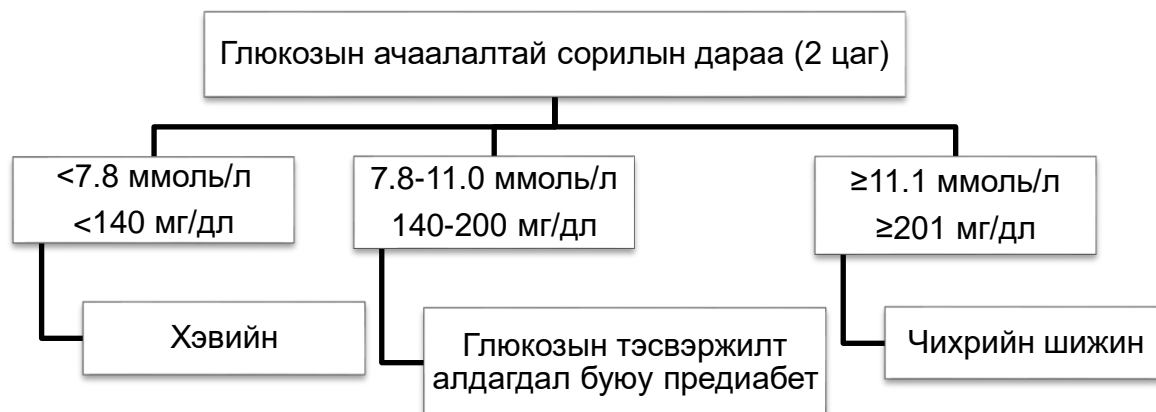 Глюкозын ачаалалтай сорилын дараа (2 цаг)
<7.8 ммоль/л
<140 мг/дл
7.8-11.0 ммоль/л
140-200 мг/дл
≥11.1 ммоль/л
≥201 мг/дл
Хэвийн
Глюкозын тэсвэржилт
алдагдал буюу предиабет
Чихрийн шижин